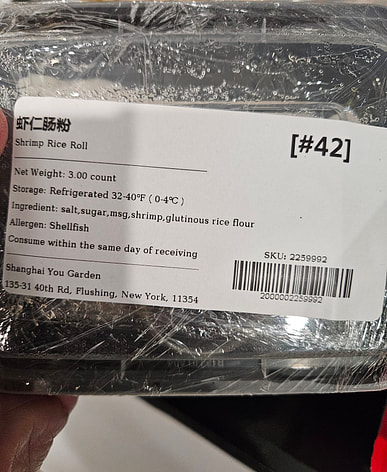 虾仁肠粉
Shrimp Rice Roll
[#42]
Net Weight: 3.00 count
Storage: Refrigerated 32-40°F ( 0-4℃ )
Ingredient: salt,sugar,msg,shrimp,glutinous rice flour
Allergen: Shellfish
Consume within the same day of receiving
Shanghai You Garden
135-31 40th Rd, Flushing, New York, 11354
SKU: 2259992
2000002259992